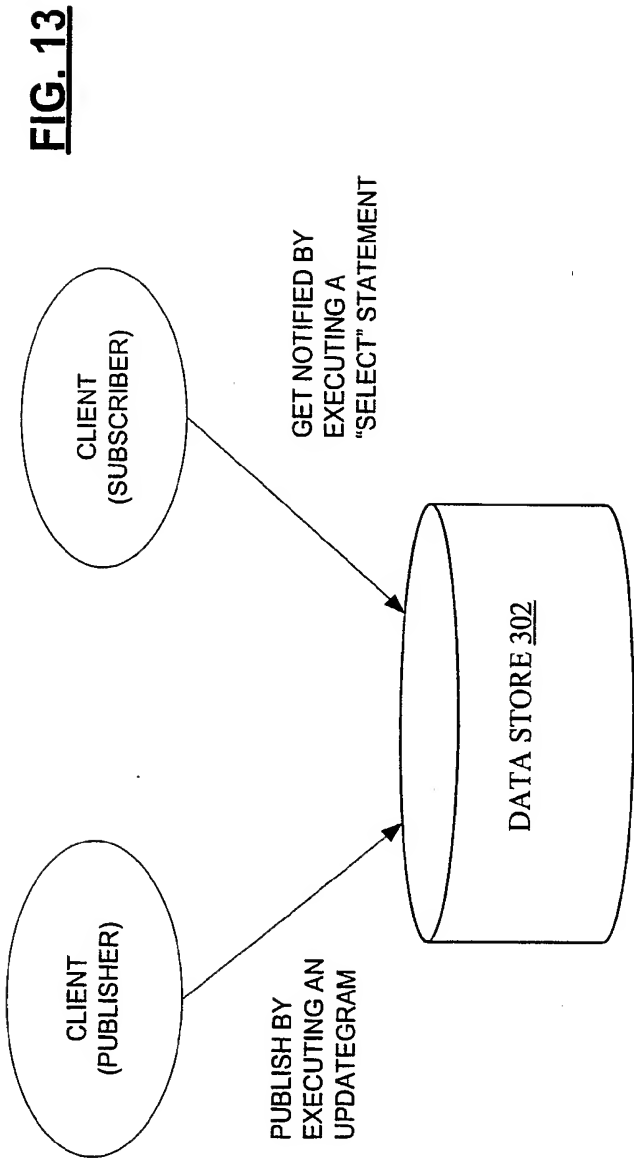 FIG. 13
CLIENT
(PUBLISHER)
CLIENT
(SUBSCRIBER)
PUBLISH BY
EXECUTING AN
UPDATEGRAM
GET NOTIFIED BY
EXECUTING A
“SELECT” STATEMENT
DATA STORE 302